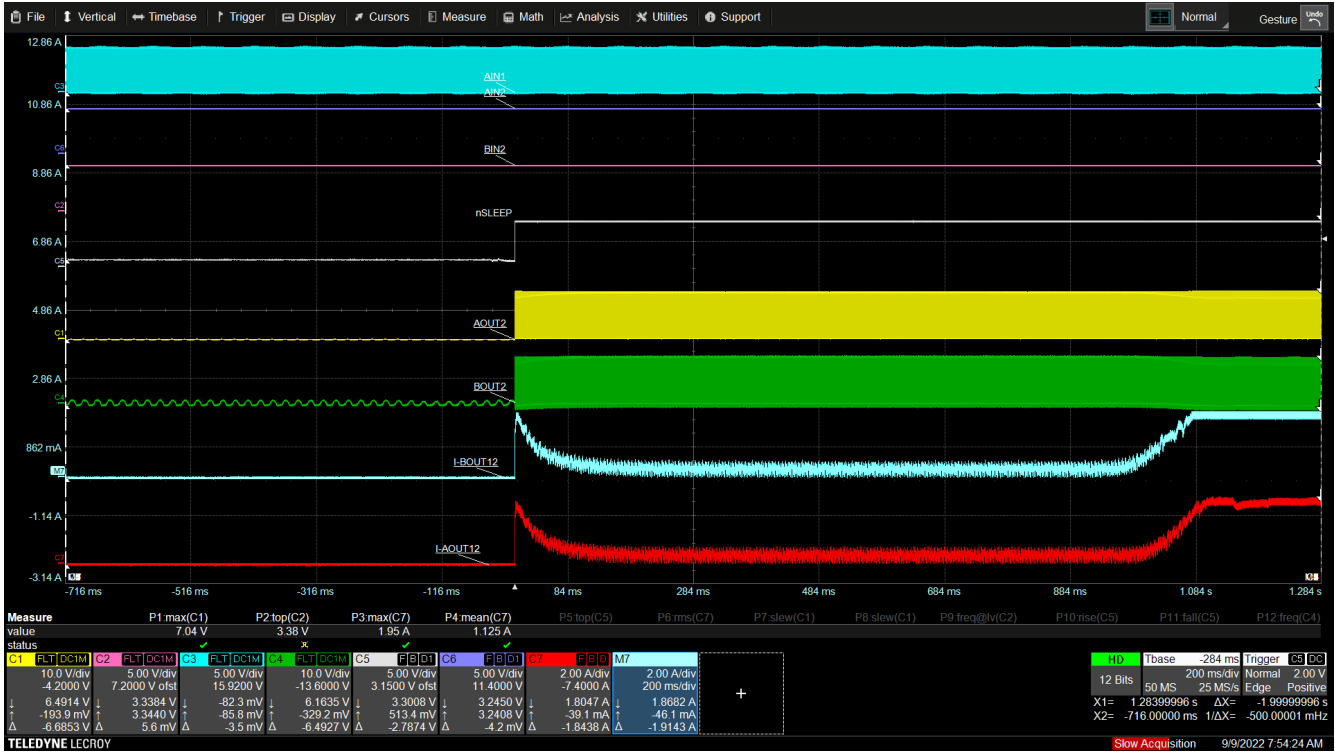 File Vertical Timebase Trigger Display Cursors Measure Math Analysis Utilities Support Normal Gesture Undo
12.86 A
AIN1
C3
AIN2
10.86 A
C6
BIN2
8.86 A
C2
nSLEEP
6.86 A
C5
4.86 A
AOUT2
C1
2.86 A
BOUT2
C4
862 mA
I-BOUT12
M7
-1.14 A
I-AOUT12
C7
-3.14 A
-716 ms -516 ms -316 ms -116 ms 84 ms 284 ms 484 ms 684 ms 884 ms 1.084 s 1.284 s
Measure P1:max(C1) P2:top(C2) P3:max(C7) P4:mean(C7) P5:top(C5) P6:rms(C7) P7:slew(C1) P8:slew(C1) P9:freq@lv(C2) P10:rise(C5) P11:fall(C5) P12:freq(C4)
value 7.04 V 3.38 V 1.95 A 1.125 A
status
C1 FLT DC1M C2 FLT DC1M C3 FLT DC1M C4 FLT DC1M C5 F B D1 C6 F B D1 C7 F B D M7 HD Tbase -284 ms Trigger C5 DC
10.0 V/div 5.00 V/div 5.00 V/div 10.0 V/div 5.00 V/div 5.00 V/div 2.00 A/div 2.00 A/div 12 Bits 200 ms/div Normal 2.00 V
-4.2000 V 7.2000 V ofst 15.9200 V -13.6000 V 3.1500 V ofst 11.4000 V -7.4000 A 200 ms/div 50 MS 25 MS/s Edge Positive
↓ 6.4914 V ↓ 3.3384 V ↓ -82.3 mV ↓ 6.1635 V ↓ 3.3008 V ↓ 3.2450 V ↓ 1.8047 A ↓ 1.8682 A X1= 1.28399996 s ΔX= -1.99999996 s
↑ -193.9 mV ↑ 3.3440 V ↑ -85.8 mV ↑ -329.2 mV ↑ 513.4 mV ↑ 3.2408 V ↑ -39.1 mA ↑ -46.1 mA X2= -716.00000 ms 1/ΔX= -500.00001 mHz
Δ -6.6853 V Δ 5.6 mV Δ -3.5 mV Δ -6.4927 V Δ -2.7874 V Δ -4.2 mV Δ -1.8438 A Δ -1.9143 A
TELEDYNE LECROY Slow Acquisition 9/9/2022 7:54:24 AM